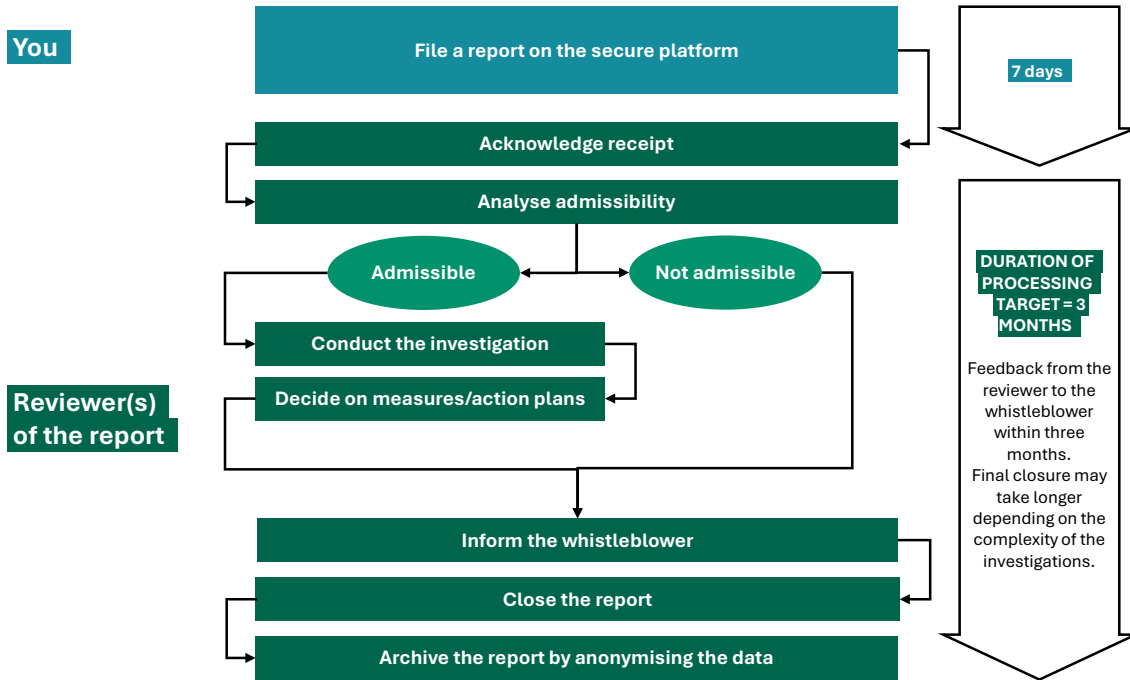 You
File a report on the secure platform
7 days
Acknowledge receipt
Analyse admissibility
Admissible
Not admissible
Conduct the investigation
Decide on measures/action plans
Reviewer(s)
of the report
DURATION OF
PROCESSING
TARGET = 3
MONTHS
Feedback from the
reviewer to the
whistleblower
within three
months.
Final closure may
take longer
depending on the
complexity of the
investigations.
Inform the whistleblower
Close the report
Archive the report by anonymising the data